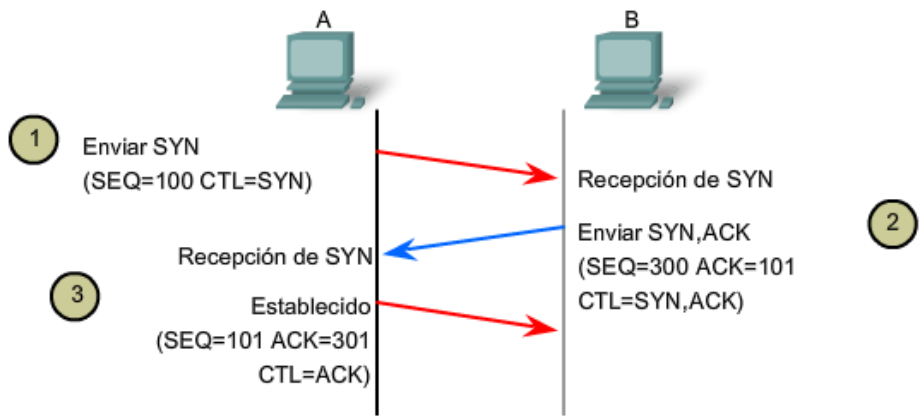 A
B
1
Enviar SYN
(SEQ=100 CTL=SYN)
Recepción de SYN
2
Enviar SYN,ACK
(SEQ=300 ACK=101
CTL=SYN,ACK)
Recepción de SYN
3
Establecido
(SEQ=101 ACK=301
CTL=ACK)